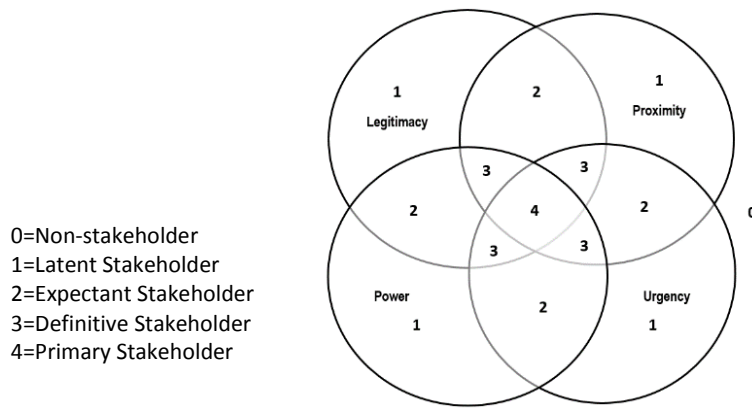 1
2
1
Legitimacy
Proximity
3
3
2
4
2
0
3
3
Power
Urgency
2
1
1
0=Non-stakeholder
1=Latent Stakeholder
2=Expectant Stakeholder
3=Definitive Stakeholder
4=Primary Stakeholder